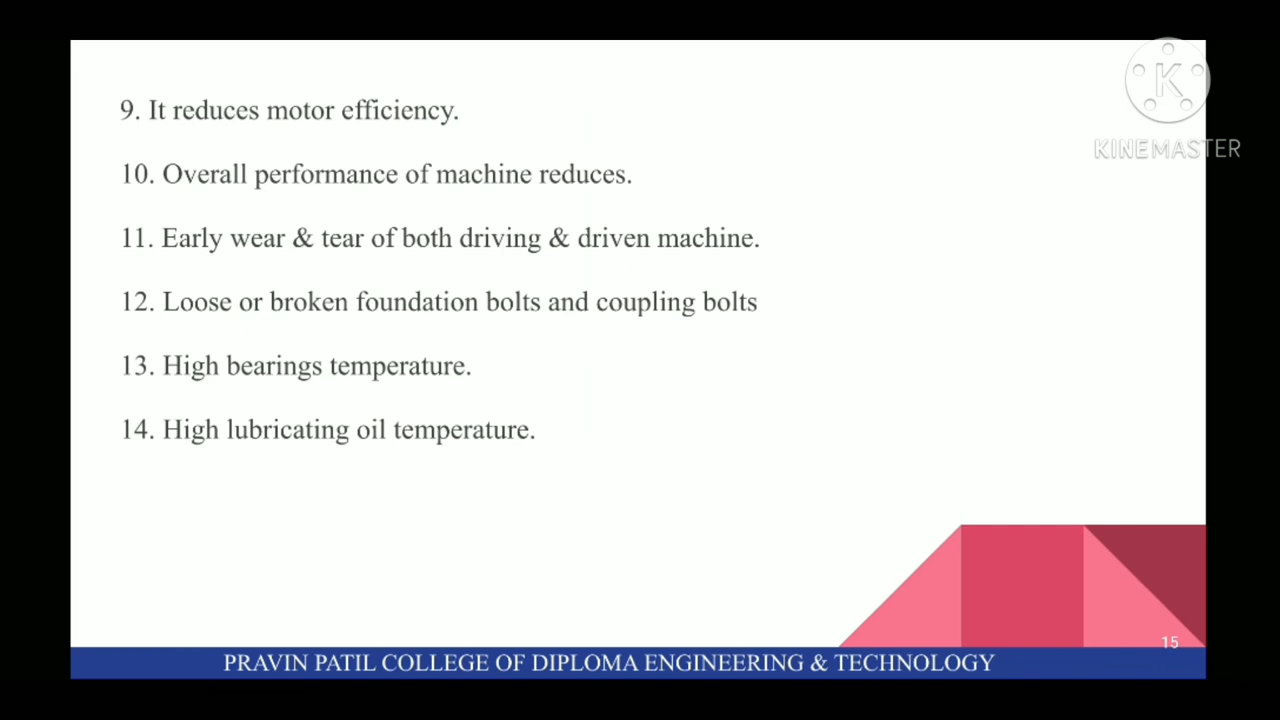 K
KINEMASTER
9. It reduces motor efficiency.
10. Overall performance of machine reduces.
11. Early wear & tear of both driving & driven machine.
12. Loose or broken foundation bolts and coupling bolts
13. High bearings temperature.
14. High lubricating oil temperature.
15
PRAVIN PATIL COLLEGE OF DIPLOMA ENGINEERING & TECHNOLOGY